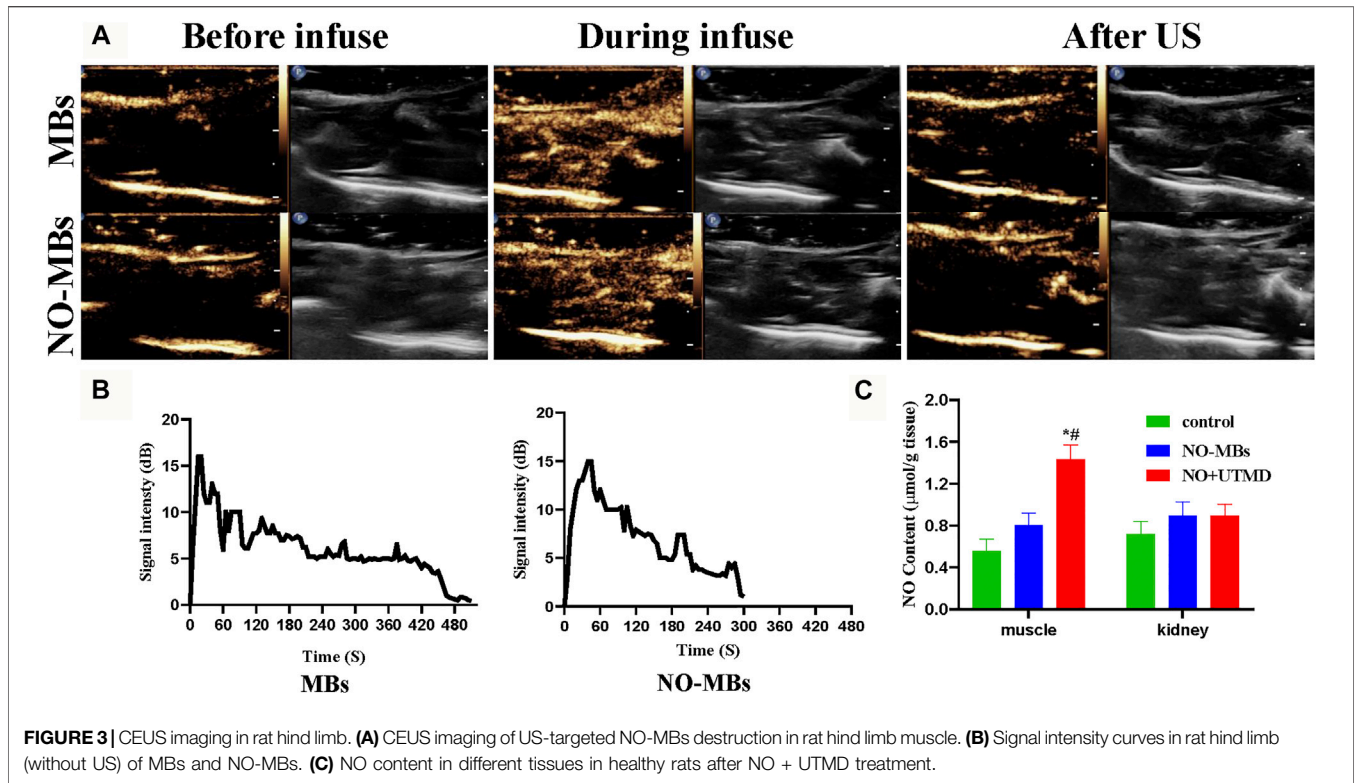 A
Before infuse
During infuse
After US
MBs
NO-MBs
B
Signal intensty (dB)
20
15
10
5
0
0 60 120 180 240 300 360 420 480
Time (S)
MBs
Signal intensity (dB)
20
15
10
5
0
0 60 120 180 240 300 360 420 480
Time (S)
NO-MBs
C
NO Content (μmol/g tissue)
2.0
1.6
1.2
0.8
0.4
0.0
*#
control
NO-MBs
NO+UTMD
muscle kidney
FIGURE 3 | CEUS imaging in rat hind limb. (A) CEUS imaging of US-targeted NO-MBs destruction in rat hind limb muscle. (B) Signal intensity curves in rat hind limb
(without US) of MBs and NO-MBs. (C) NO content in different tissues in healthy rats after NO + UTMD treatment.